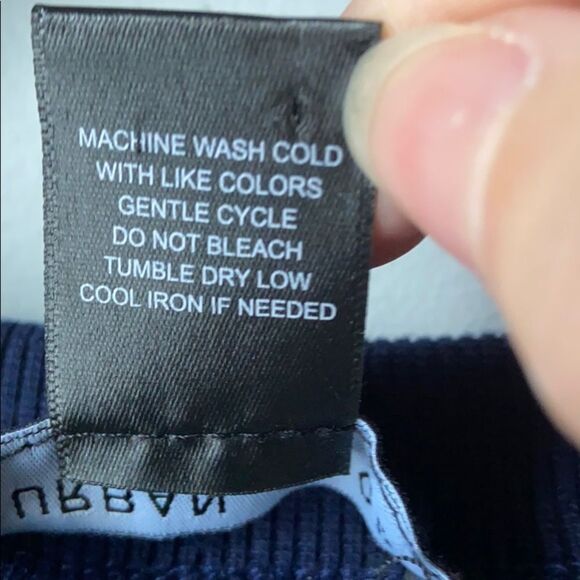 MACHINE WASH COLD
WITH LIKE COLORS
GENTLE CYCLE
DO NOT BLEACH
TUMBLE DRY LOW
COOL IRON IF NEEDED
URBAN